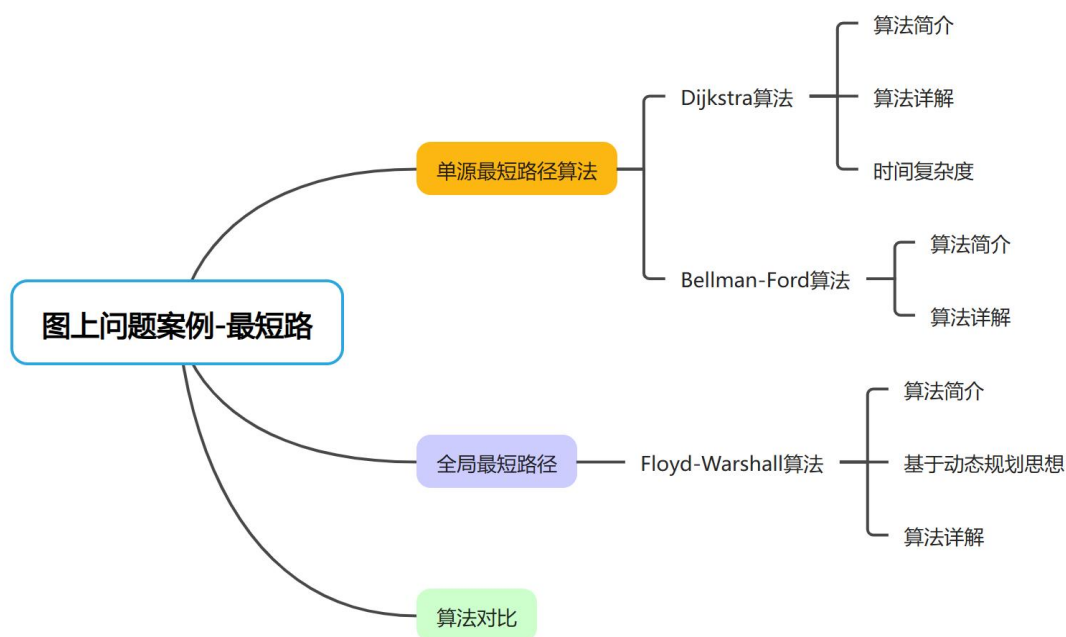 图上问题案例-最短路
单源最短路径算法
Dijkstra算法
算法简介
算法详解
时间复杂度
Bellman-Ford算法
算法简介
算法详解
全局最短路径
Floyd-Warshall算法
算法简介
基于动态规划思想
算法详解
算法对比